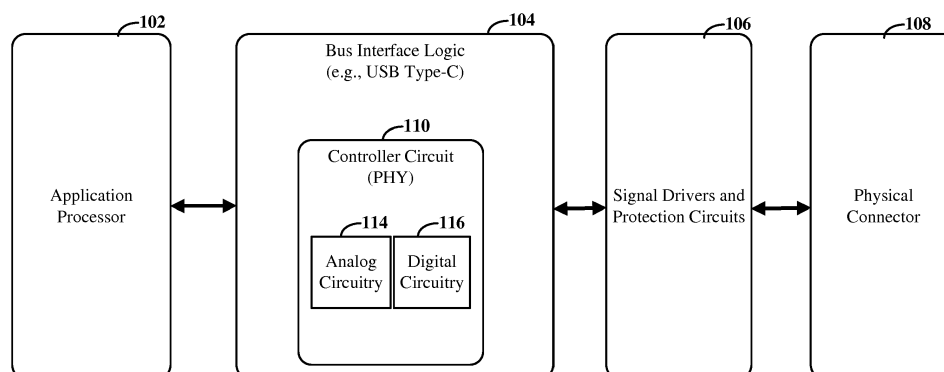 102
104
106
108
Bus Interface Logic
(e.g., USB Type-C)
110
Controller Circuit
(PHY)
Application
Processor
Signal Drivers and
Protection Circuits
Physical
Connector
114
116
Analog
Circuitry
Digital
Circuitry